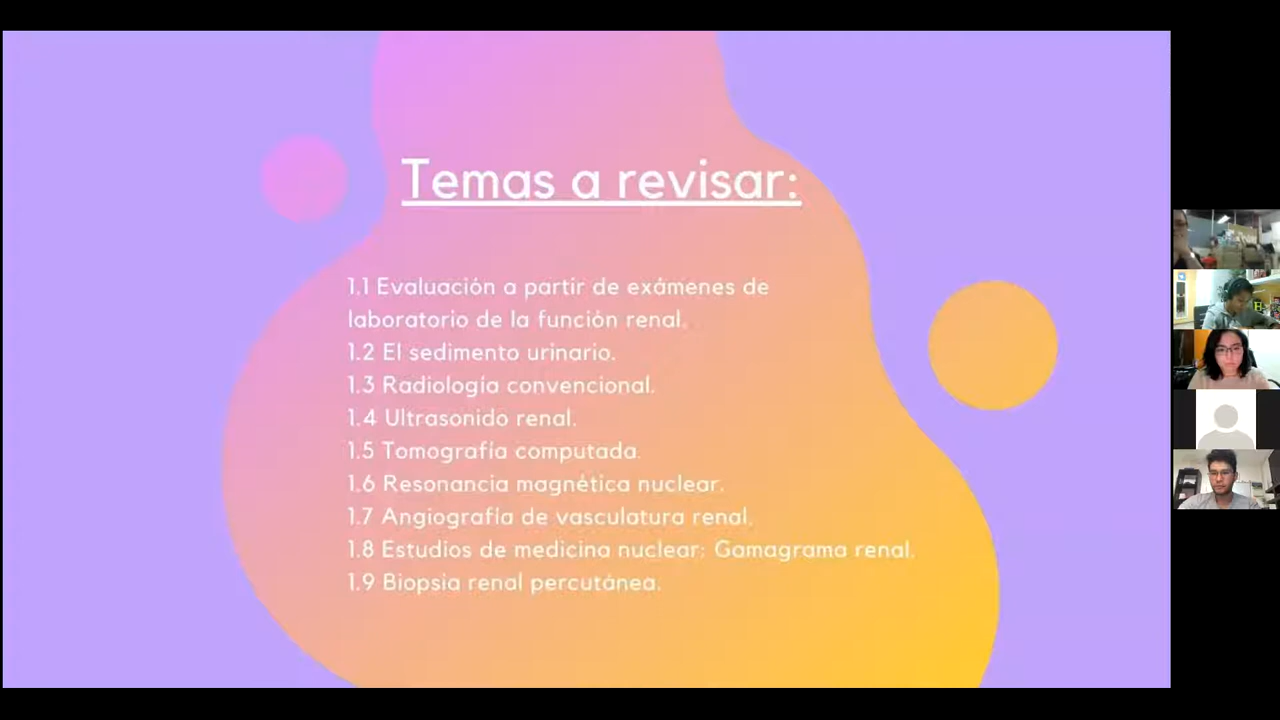 Temas a revisar:
1.1 Evaluación a partir de exámenes de
laboratorio de la función renal.
1.2 El sedimento urinario.
1.3 Radiología convencional.
1.4 Ultrasonido renal.
1.5 Tomografía computada.
1.6 Resonancia magnética nuclear.
1.7 Angiografía de vasculatura renal.
1.8 Estudios de medicina nuclear: Gamagrama renal.
1.9 Biopsia renal percutánea.